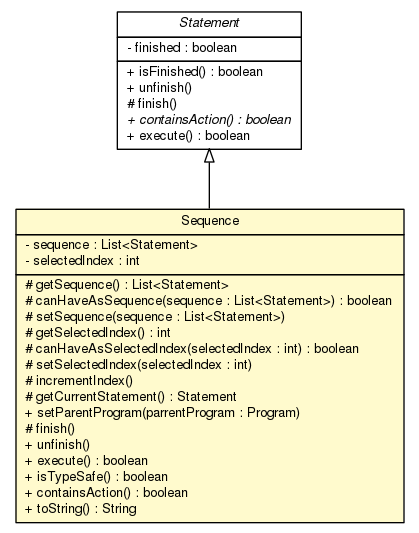 Statement
- finished : boolean
+ isFinished() : boolean
+ unfinish()
# finish()
+ containsAction() : boolean
+ execute() : boolean
Sequence
- sequence : List<Statement>
- selectedIndex : int
# getSequence() : List<Statement>
# canHaveAsSequence(sequence : List<Statement>) : boolean
# setSequence(sequence : List<Statement>)
# getSelectedIndex() : int
# canHaveAsSelectedIndex(selectedIndex : int) : boolean
# setSelectedIndex(selectedIndex : int)
# incrementIndex()
# getCurrentStatement() : Statement
+ setParentProgram(parrentProgram : Program)
# finish()
+ unfinish()
+ execute() : boolean
+ isTypeSafe() : boolean
+ containsAction() : boolean
+ toString() : String